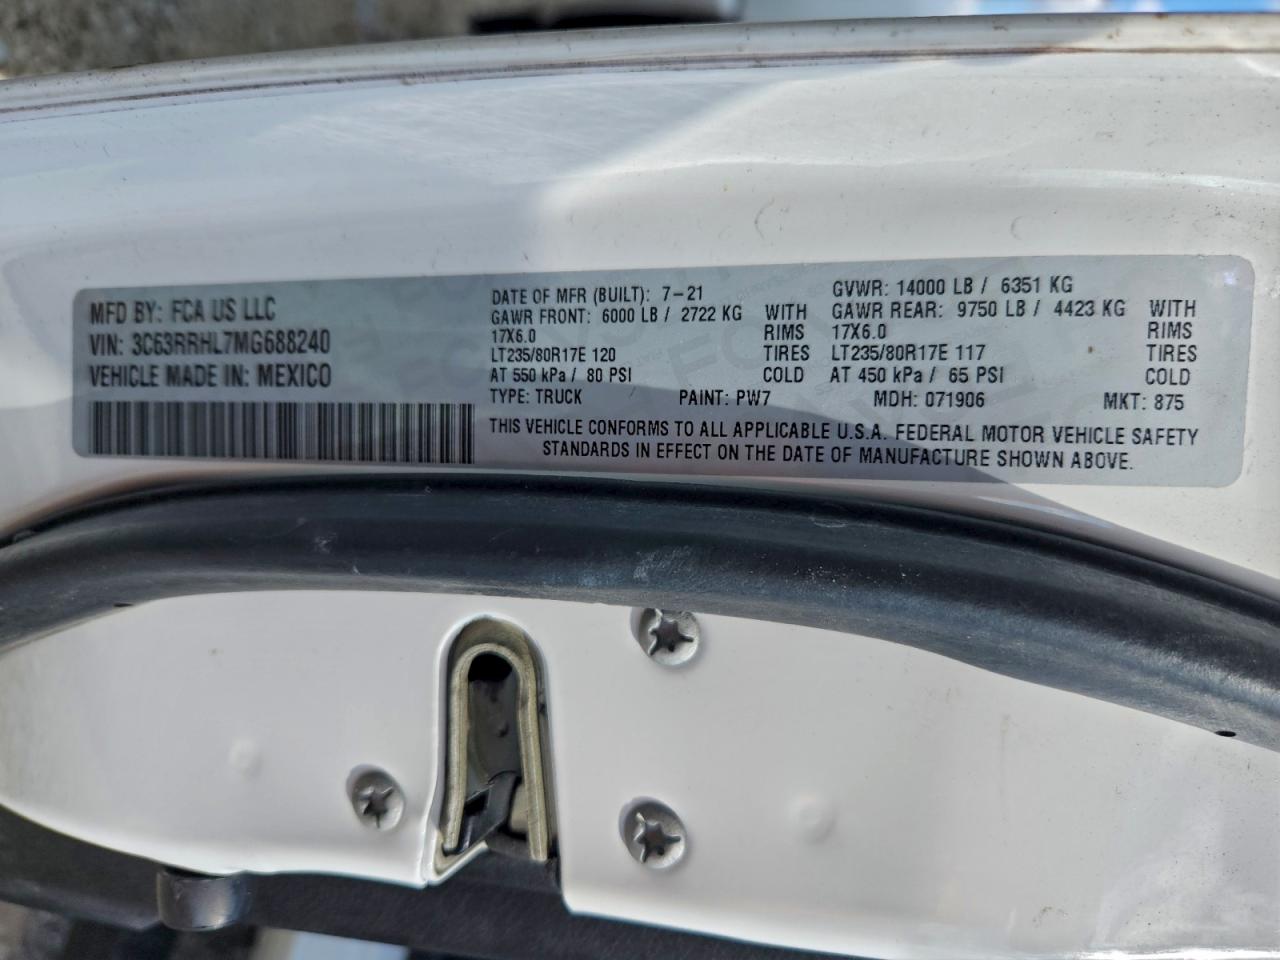 MFD BY: FCA US LLC
VIN: 3C63RRHL7MG688240
VEHICLE MADE IN: MEXICO
DATE OF MFR (BUILT): 7-21 GVWR: 14000 LB / 6351 KG
GAWR FRONT: 6000 LB / 2722 KG WITH GAWR REAR: 9750 LB / 4423 KG WITH
17X6.0 RIMS 17X6.0 RIMS
LT235/80R17E 120 TIRES LT235/80R17E 117 TIRES
AT 550 kPa / 80 PSI COLD AT 450 kPa / 65 PSI COLD
TYPE: TRUCK PAINT: PW7 MDH: 071906 MKT: 875
THIS VEHICLE CONFORMS TO ALL APPLICABLE U.S.A. FEDERAL MOTOR VEHICLE SAFETY
STANDARDS IN EFFECT ON THE DATE OF MANUFACTURE SHOWN ABOVE.